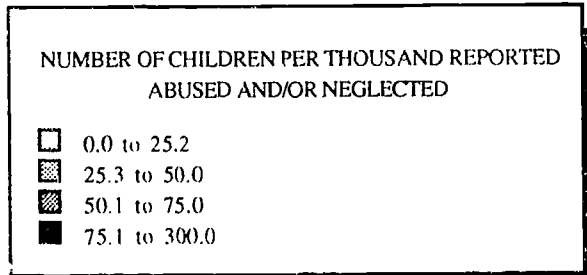 NUMBER OF CHILDREN PER THOUSAND REPORTED
ABUSED AND/OR NEGLECTED
0.0 to 25.2
25.3 to 50.0
50.1 to 75.0
75.1 to 300.0